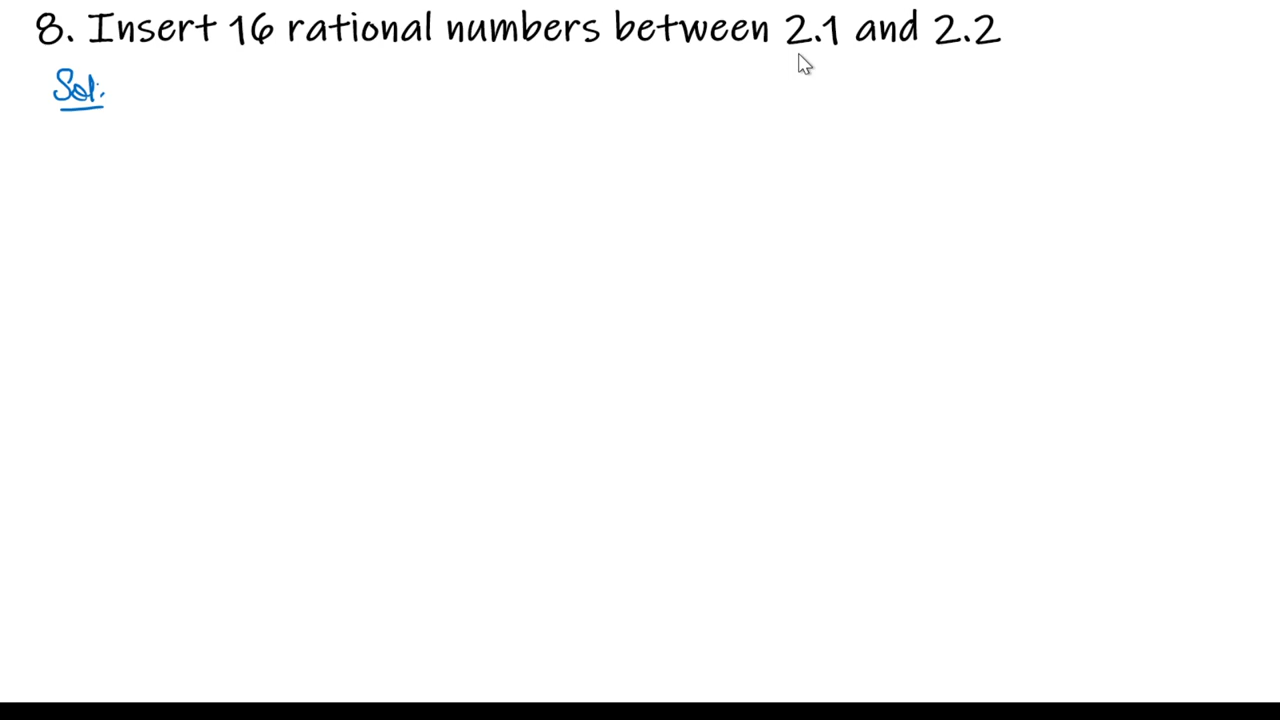 8. Insert 16 rational numbers between 2.1 and 2.2
Sol: